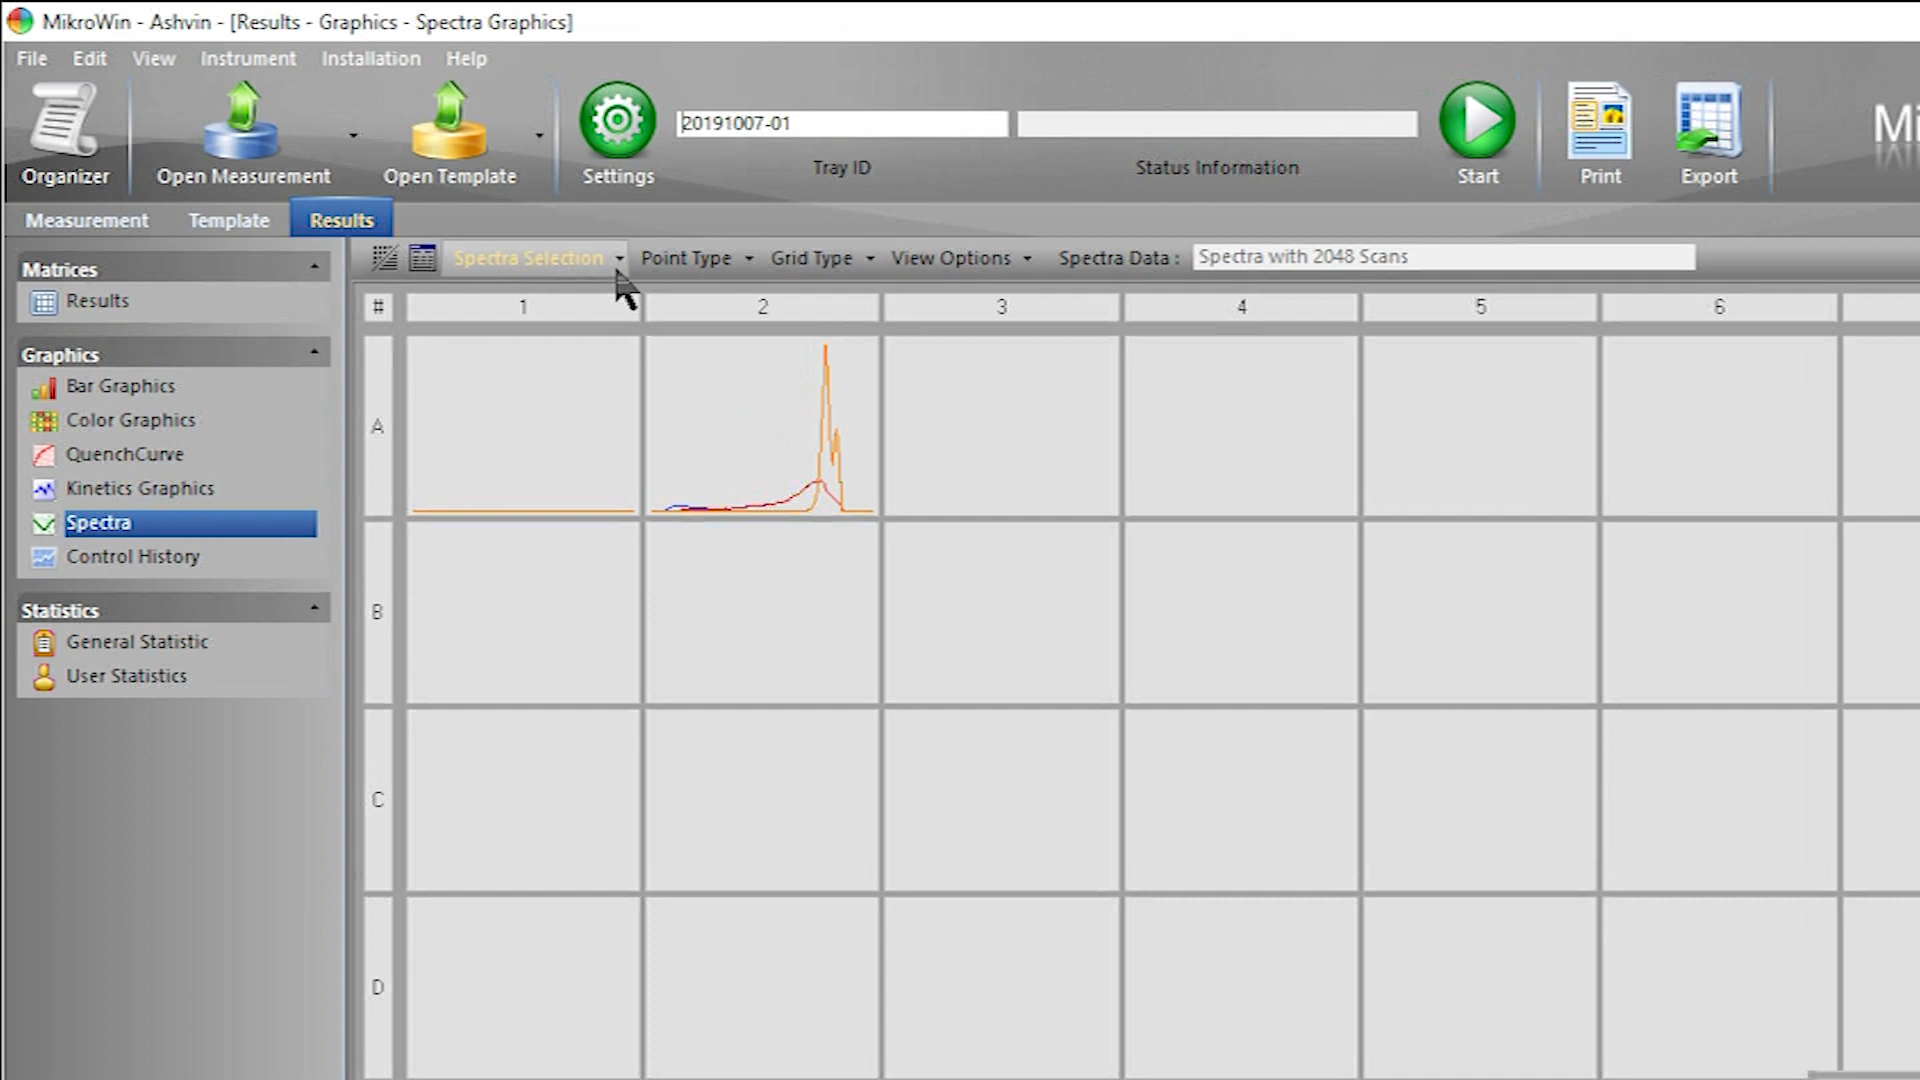 MikroWin - Ashvin - [Results - Graphics - Spectra Graphics]
File Edit View Instrument Installation Help
20191007-01
Mi
Organizer Open Measurement Open Template Settings Tray ID Status Information Start Print Export
Measurement Template Results
Spectra Selection Point Type Grid Type View Options Spectra Data : Spectra with 2048 Scans
Matrices
Results
Graphics
Bar Graphics
Color Graphics
QuenchCurve
Kinetics Graphics
Spectra
Control History
Statistics
General Statistic
User Statistics
# 1 2 3 4 5 6
A
B
C
D